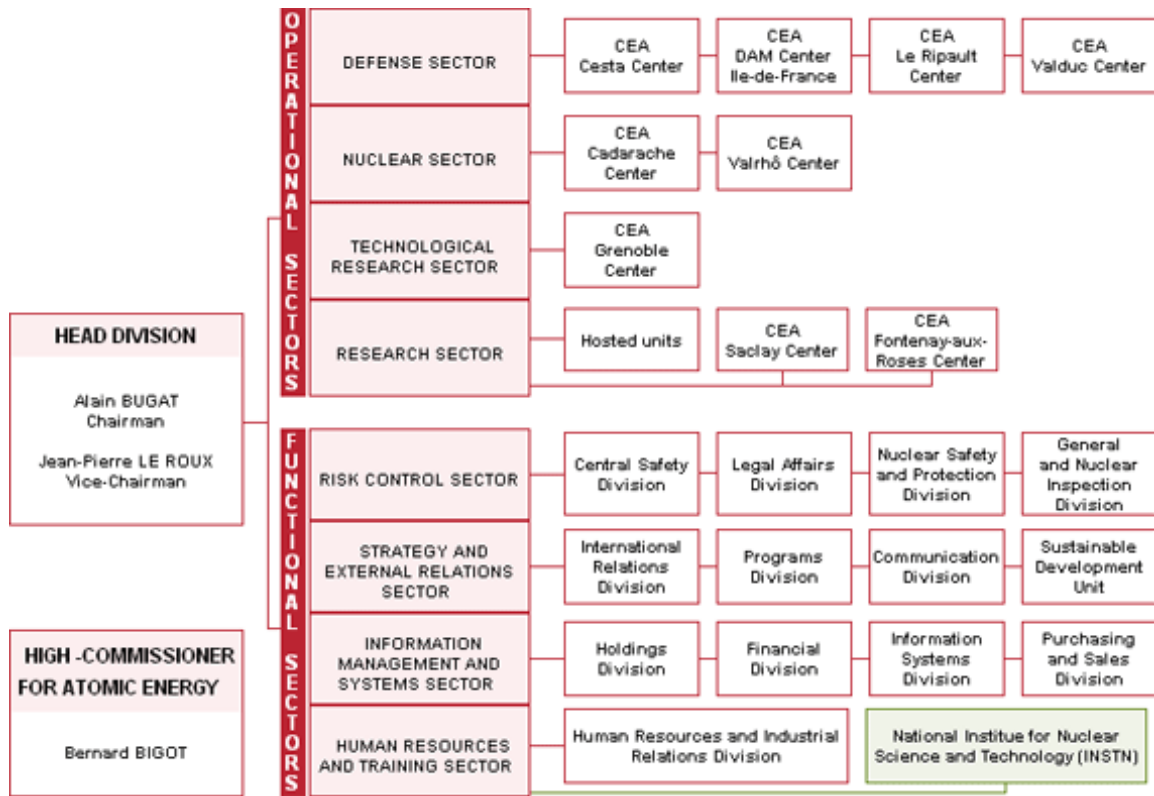 OPERATIONAL SECTORS
DEFENSE SECTOR
CEA
Cesta Center
CEA
DAM Center
Ile-de-France
CEA
Le Ripault
Center
CEA
Valduc Center
NUCLEAR SECTOR
CEA
Cadarache
Center
CEA
Valrhô Center
TECHNOLOGICAL
RESEARCH SECTOR
CEA
Grenoble
Center
RESEARCH SECTOR
Hosted units
CEA
Saclay Center
CEA
Fontenay-aux-
Roses Center
HEAD DIVISION
Alain BUGAT
Chairman
Jean-Pierre LE ROUX
Vice-Chairman
FUNCTIONAL SECTORS
RISK CONTROL SECTOR
Central Safety
Division
Legal Affairs
Division
Nuclear Safety
and Protection
Division
General
and Nuclear
Inspection
Division
STRATEGY AND
EXTERNAL RELATIONS
SECTOR
International
Relations
Division
Programs
Division
Communication
Division
Sustainable
Development
Unit
INFORMATION
MANAGEMENT AND
SYSTEMS SECTOR
Holdings
Division
Financial
Division
Information
Systems
Division
Purchasing
and Sales
Division
HUMAN RESOURCES
AND TRAINING SECTOR
Human Resources and Industrial
Relations Division
National Institue for Nuclear
Science and Technology (INSTN)
HIGH -COMMISSIONER
FOR ATOMIC ENERGY
Bernard BIGOT